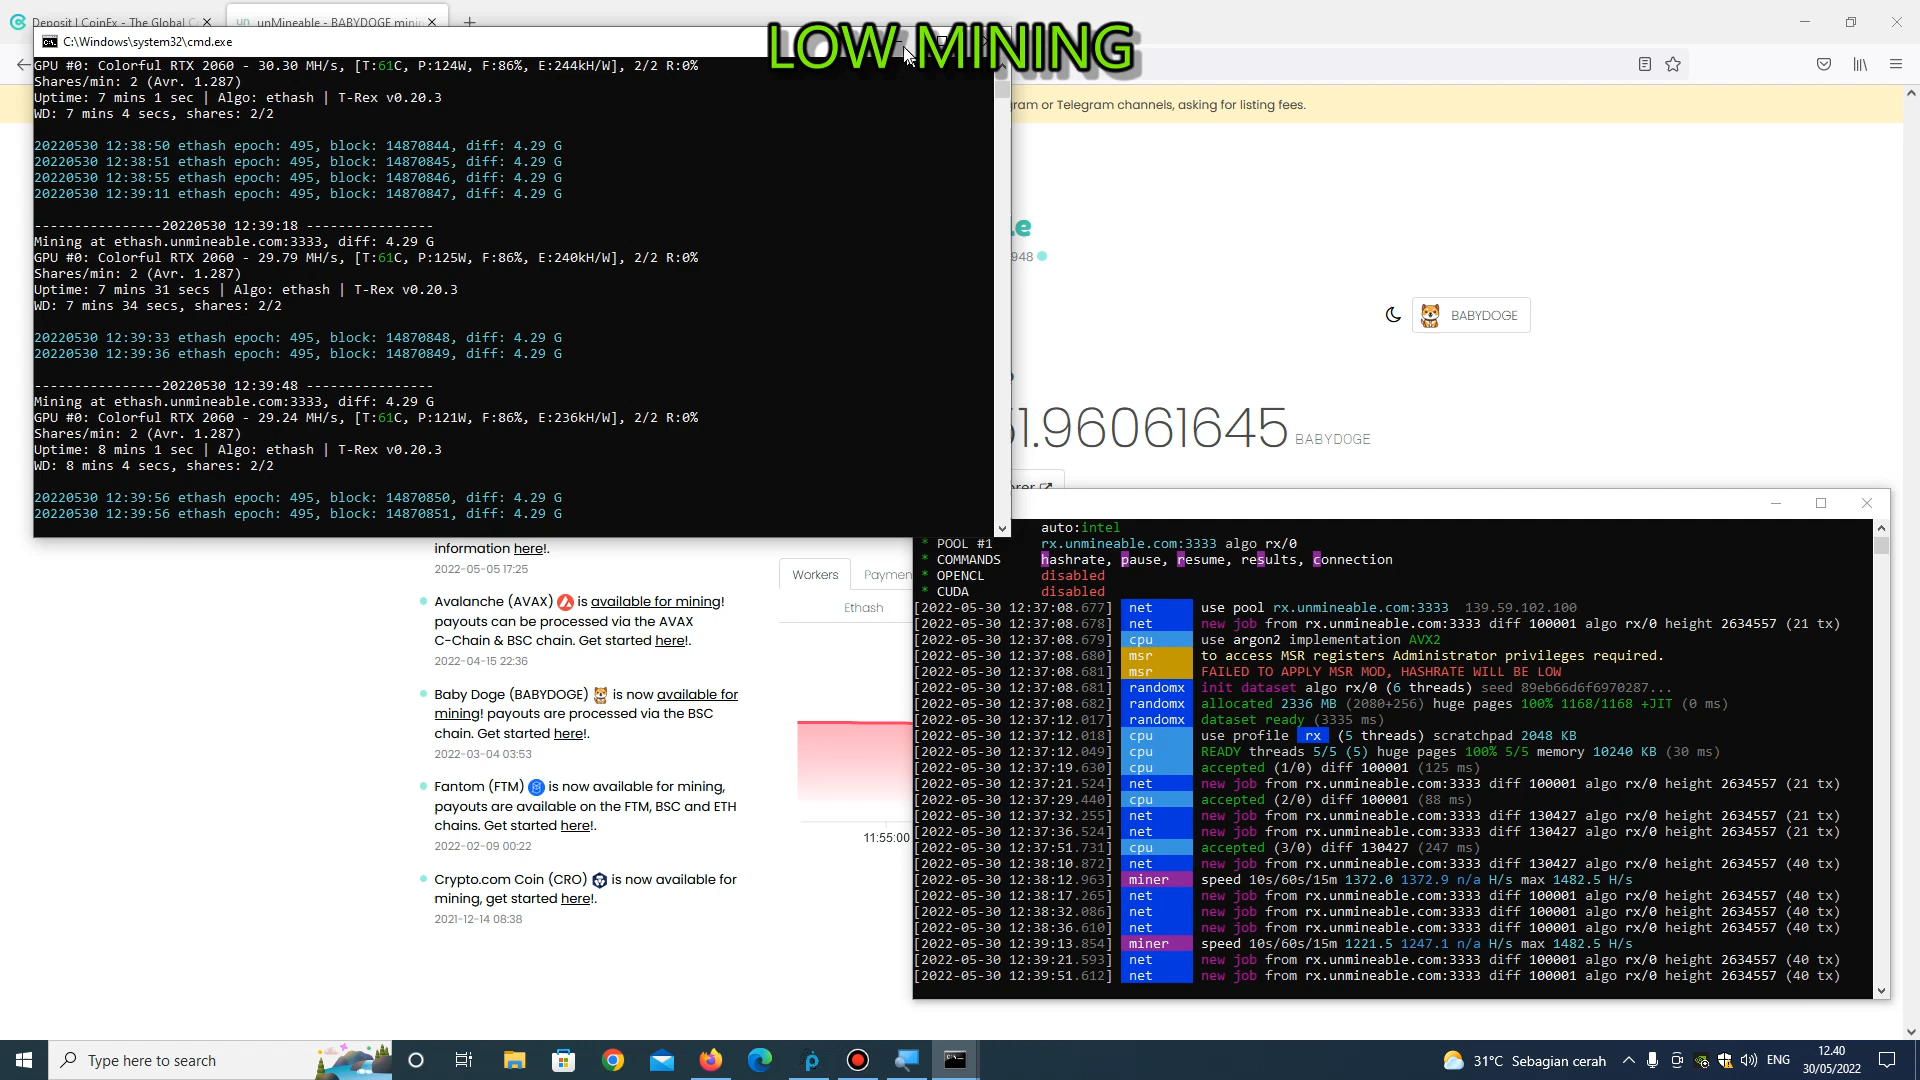 Deposit | CoinEx - The Global C
unMineable - BABYDOGE minin
LOW MINING
C:\Windows\system32\cmd.exe
GPU #0: Colorful RTX 2060 - 30.30 MH/s, [T:61C, P:124W, F:86%, E:244kH/W], 2/2 R:0%
Shares/min: 2 (Avr. 1.287)
Uptime: 7 mins 1 sec | Algo: ethash | T-Rex v0.20.3
WD: 7 mins 4 secs, shares: 2/2
20220530 12:38:50 ethash epoch: 495, block: 14870844, diff: 4.29 G
20220530 12:38:51 ethash epoch: 495, block: 14870845, diff: 4.29 G
20220530 12:38:55 ethash epoch: 495, block: 14870846, diff: 4.29 G
20220530 12:39:11 ethash epoch: 495, block: 14870847, diff: 4.29 G
----------------20220530 12:39:18 ----------------
Mining at ethash.unmineable.com:3333, diff: 4.29 G
GPU #0: Colorful RTX 2060 - 29.79 MH/s, [T:61C, P:125W, F:86%, E:240kH/W], 2/2 R:0%
Shares/min: 2 (Avr. 1.287)
Uptime: 7 mins 31 secs | Algo: ethash | T-Rex v0.20.3
WD: 7 mins 34 secs, shares: 2/2
20220530 12:39:33 ethash epoch: 495, block: 14870848, diff: 4.29 G
20220530 12:39:36 ethash epoch: 495, block: 14870849, diff: 4.29 G
----------------20220530 12:39:48 ----------------
Mining at ethash.unmineable.com:3333, diff: 4.29 G
GPU #0: Colorful RTX 2060 - 29.24 MH/s, [T:61C, P:121W, F:86%, E:236kH/W], 2/2 R:0%
Shares/min: 2 (Avr. 1.287)
Uptime: 8 mins 1 sec | Algo: ethash | T-Rex v0.20.3
WD: 8 mins 4 secs, shares: 2/2
20220530 12:39:56 ethash epoch: 495, block: 14870850, diff: 4.29 G
20220530 12:39:56 ethash epoch: 495, block: 14870851, diff: 4.29 G
gram or Telegram channels, asking for listing fees.
le
948
BABYDOGE
51.96061645 BABYDOGE
orer
information here!.
2022-05-05 17:25
Avalanche (AVAX) is available for mining!
payouts can be processed via the AVAX
C-Chain & BSC chain. Get started here!.
2022-04-15 22:36
Baby Doge (BABYDOGE) is now available for
mining! payouts are processed via the BSC
chain. Get started here!.
2022-03-04 03:53
Fantom (FTM) is now available for mining,
payouts are available on the FTM, BSC and ETH
chains. Get started here!.
2022-02-09 00:22
Crypto.com Coin (CRO) is now available for
mining, get started here!.
2021-12-14 08:38
Workers
Paymen
Ethash
11:55:00
auto:intel
* POOL #1 rx.unmineable.com:3333 algo rx/0
* COMMANDS hashrate, pause, resume, results, connection
* OPENCL disabled
* CUDA disabled
[2022-05-30 12:37:08.677] net use pool rx.unmineable.com:3333 139.59.102.100
[2022-05-30 12:37:08.678] net new job from rx.unmineable.com:3333 diff 100001 algo rx/0 height 2634557 (21 tx)
[2022-05-30 12:37:08.679] cpu use argon2 implementation AVX2
[2022-05-30 12:37:08.680] msr to access MSR registers Administrator privileges required.
[2022-05-30 12:37:08.681] msr FAILED TO APPLY MSR MOD, HASHRATE WILL BE LOW
[2022-05-30 12:37:08.681] randomx init dataset algo rx/0 (6 threads) seed 89eb66d6f6970287...
[2022-05-30 12:37:08.682] randomx allocated 2336 MB (2080+256) huge pages 100% 1168/1168 +JIT (0 ms)
[2022-05-30 12:37:12.017] randomx dataset ready (3335 ms)
[2022-05-30 12:37:12.018] cpu use profile rx (5 threads) scratchpad 2048 KB
[2022-05-30 12:37:12.049] cpu READY threads 5/5 (5) huge pages 100% 5/5 memory 10240 KB (30 ms)
[2022-05-30 12:37:19.630] cpu accepted (1/0) diff 100001 (125 ms)
[2022-05-30 12:37:21.524] net new job from rx.unmineable.com:3333 diff 100001 algo rx/0 height 2634557 (21 tx)
[2022-05-30 12:37:29.440] cpu accepted (2/0) diff 100001 (88 ms)
[2022-05-30 12:37:32.255] net new job from rx.unmineable.com:3333 diff 130427 algo rx/0 height 2634557 (21 tx)
[2022-05-30 12:37:36.524] net new job from rx.unmineable.com:3333 diff 130427 algo rx/0 height 2634557 (21 tx)
[2022-05-30 12:37:51.731] cpu accepted (3/0) diff 130427 (247 ms)
[2022-05-30 12:38:10.872] net new job from rx.unmineable.com:3333 diff 130427 algo rx/0 height 2634557 (40 tx)
[2022-05-30 12:38:12.963] miner speed 10s/60s/15m 1372.0 1372.9 n/a H/s max 1482.5 H/s
[2022-05-30 12:38:17.265] net new job from rx.unmineable.com:3333 diff 100001 algo rx/0 height 2634557 (40 tx)
[2022-05-30 12:38:32.086] net new job from rx.unmineable.com:3333 diff 100001 algo rx/0 height 2634557 (40 tx)
[2022-05-30 12:38:36.610] net new job from rx.unmineable.com:3333 diff 100001 algo rx/0 height 2634557 (40 tx)
[2022-05-30 12:39:13.854] miner speed 10s/60s/15m 1221.5 1247.1 n/a H/s max 1482.5 H/s
[2022-05-30 12:39:21.593] net new job from rx.unmineable.com:3333 diff 100001 algo rx/0 height 2634557 (40 tx)
[2022-05-30 12:39:51.612] net new job from rx.unmineable.com:3333 diff 100001 algo rx/0 height 2634557 (40 tx)
Type here to search
31°C Sebagian cerah
ENG
12.40
30/05/2022